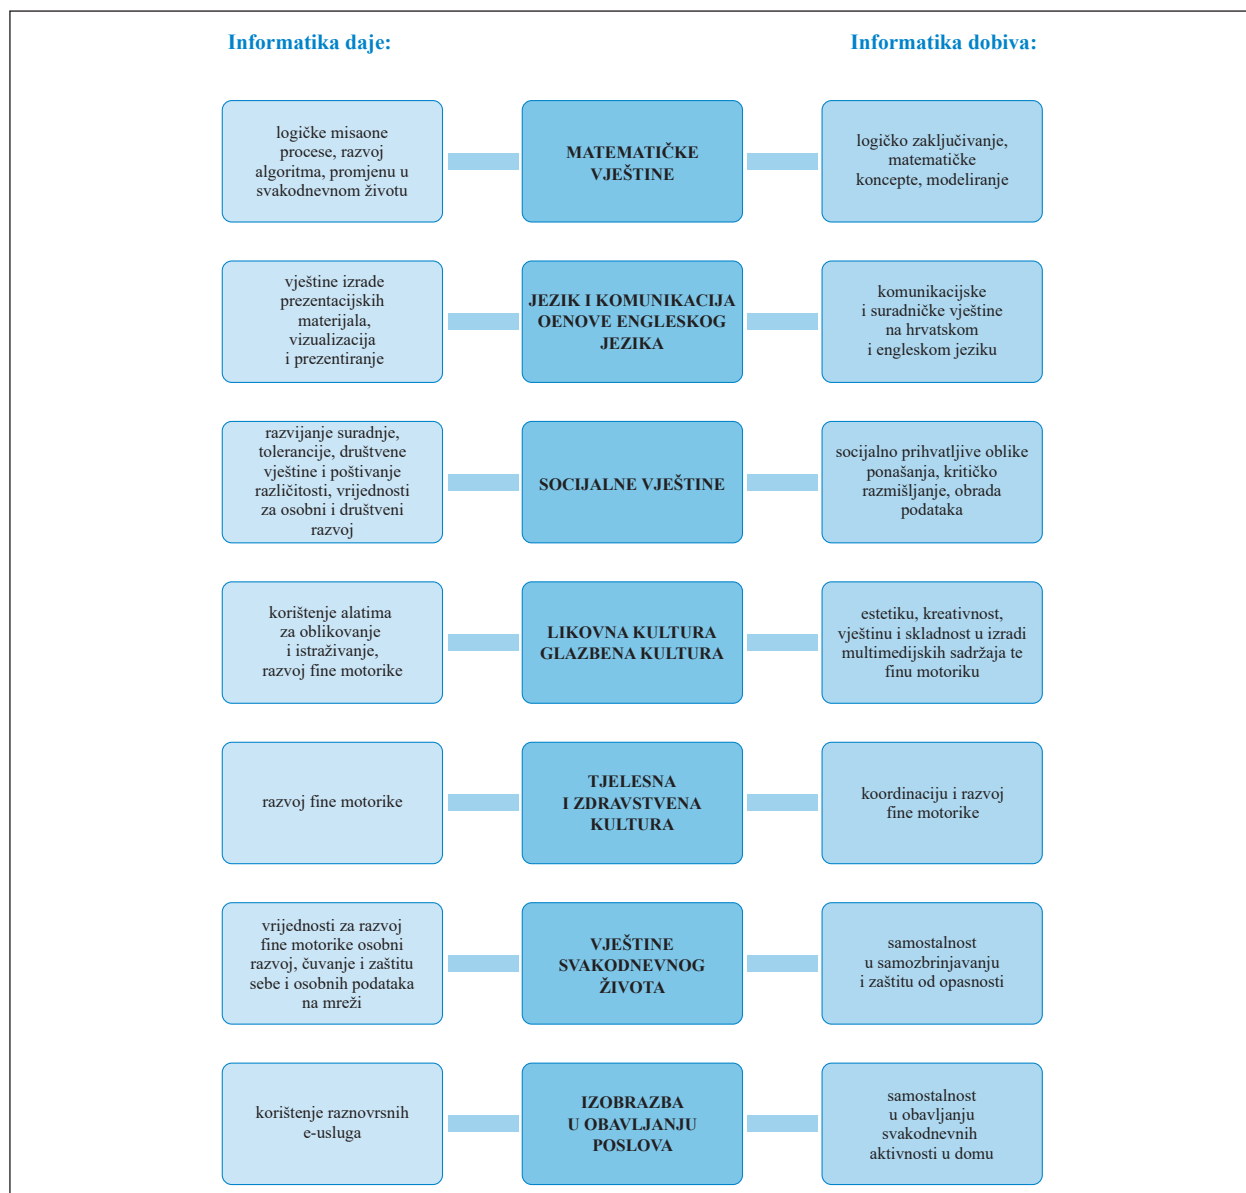 Informatika daje:
Informatika dobiva:
logičke misaone
procese, razvoj
algoritma, promjenu u
svakodnevnom životu
MATEMATIČKE
VJEŠTINE
logičko zaključivanje,
matematičke
koncepte, modeliranje
vještine izrade
prezentacijskih
materijala,
vizualizacija
i prezentiranje
JEZIK I KOMUNIKACIJA
OENOVE ENGLESKOG
JEZIKA
komunikacijske
i suradničke vještine
na hrvatskom
i engleskom jeziku
razvijanje suradnje,
tolerancije, društvene
vještine i poštivanje
različitosti, vrijednosti
za osobni i društveni
razvoj
SOCIJALNE VJEŠTINE
socijalno prihvatljive oblike
ponašanja, kritičko
razmišljanje, obrada
podataka
korištenje alatima
za oblikovanje
i istraživanje,
razvoj fine motorike
LIKOVNA KULTURA
GLAZBENA KULTURA
estetiku, kreativnost,
vještinu i skladnost u izradi
multimedijskih sadržaja te
finu motoriku
razvoj fine motorike
TJELESNA
I ZDRAVSTVENA
KULTURA
koordinaciju i razvoj
fine motorike
vrijednosti za razvoj
fine motorike osobni
razvoj, čuvanje i zaštitu
sebe i osobnih podataka
na mreži
VJEŠTINE
SVAKODNEVNOG
ŽIVOTA
samostalnost
u samozbrinjavanju
i zaštitu od opasnosti
korištenje raznovrsnih
e-usluga
IZOBRAZBA
U OBAVLJANJU
POSLOVA
samostalnost
u obavljanju
svakodnevnih
aktivnosti u domu